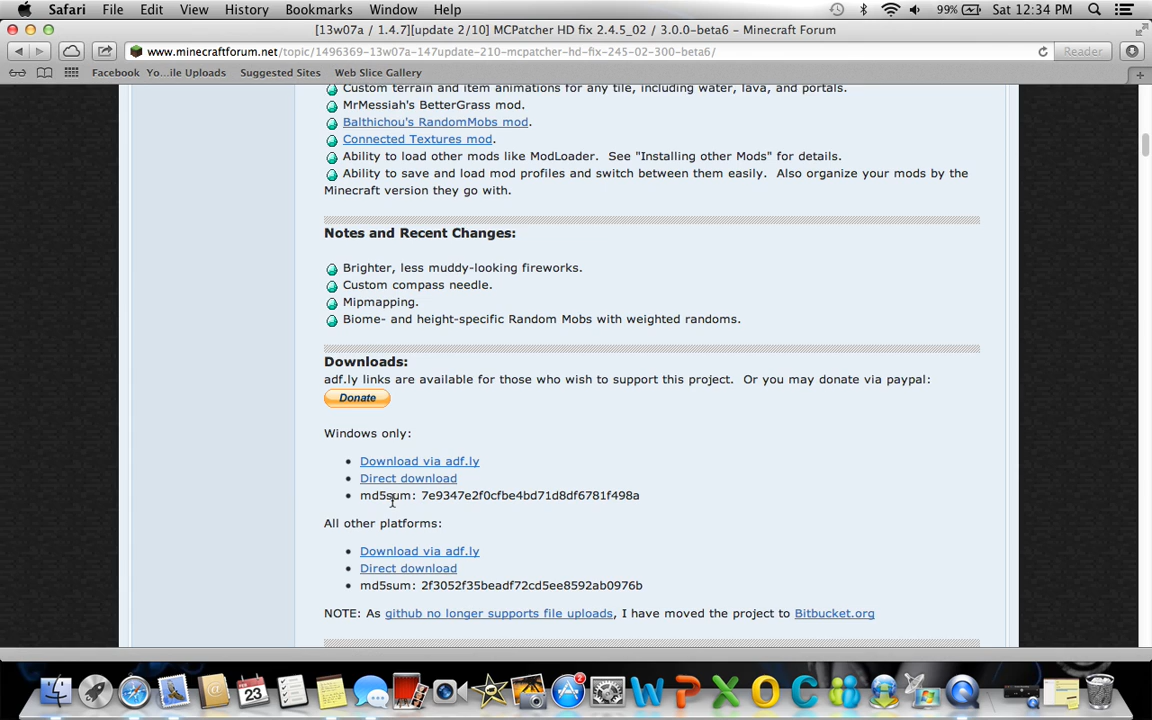 Safari File Edit View History Bookmarks Window Help 99% Sat 12:34 PM
[13w07a / 1.4.7][update 2/10] MCPatcher HD fix 2.4.5_02 / 3.0.0-beta6 – Minecraft Forum
www.minecraftforum.net/topic/1496369-13w07a-147update-210-mcpatcher-hd-fix-245-02-300-beta6/ Reader
Facebook Yo...ile Uploads Suggested Sites Web Slice Gallery
Custom terrain and item animations for any tile, including water, lava, and portals.
MrMessiah's BetterGrass mod.
Balthichou's RandomMobs mod.
Connected Textures mod.
Ability to load other mods like ModLoader. See "Installing other Mods" for details.
Ability to save and load mod profiles and switch between them easily. Also organize your mods by the
Minecraft version they go with.
Notes and Recent Changes:
Brighter, less muddy-looking fireworks.
Custom compass needle.
Mipmapping.
Biome- and height-specific Random Mobs with weighted randoms.
Downloads:
adf.ly links are available for those who wish to support this project. Or you may donate via paypal:
Donate
Windows only:
Download via adf.ly
Direct download
md5sum: 7e9347e2f0cfbe4bd71d8df6781f498a
All other platforms:
Download via adf.ly
Direct download
md5sum: 2f3052f35beadf72cd5ee8592ab0976b
NOTE: As github no longer supports file uploads, I have moved the project to Bitbucket.org
FEB
23
2